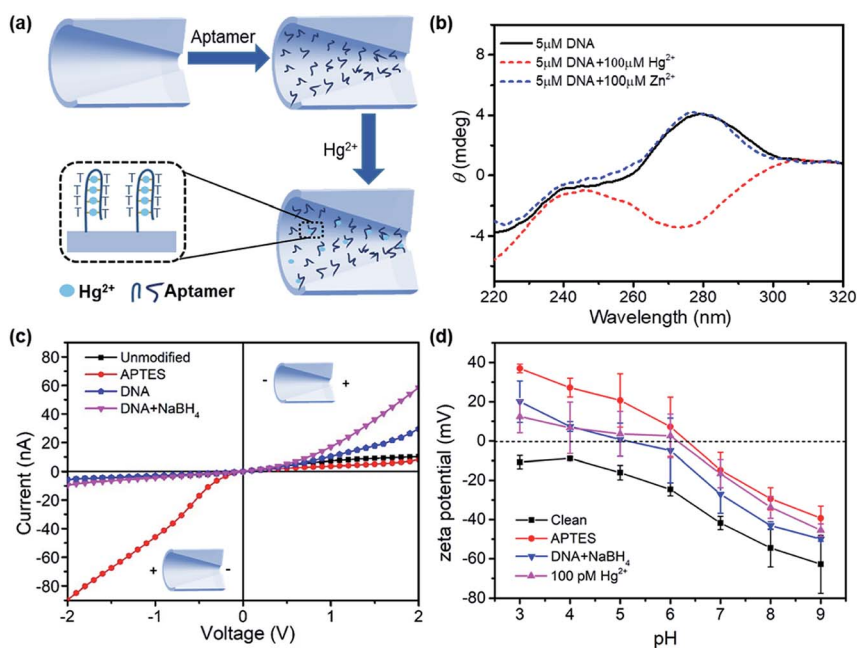 (a)
Aptamer
Hg²⁺
T T T T
T T T T
T T T T
T T T T
Hg²⁺ Aptamer
(b)
5μM DNA
5μM DNA+100μM Hg²⁺
5μM DNA+100μM Zn²⁺
8
4
0
-4
-8
θ (mdeg)
220 240 260 280 300 320
Wavelength (nm)
(c)
Unmodified
APTES
DNA
DNA+NaBH₄
80
60
40
20
0
-20
-40
-60
-80
Current (nA)
- +
+ -
-2 -1 0 1 2
Voltage (V)
(d)
40
20
0
-20
-40
-60
-80
zeta potential (mV)
Clean
APTES
DNA+NaBH₄
100 pM Hg²⁺
3 4 5 6 7 8 9
pH